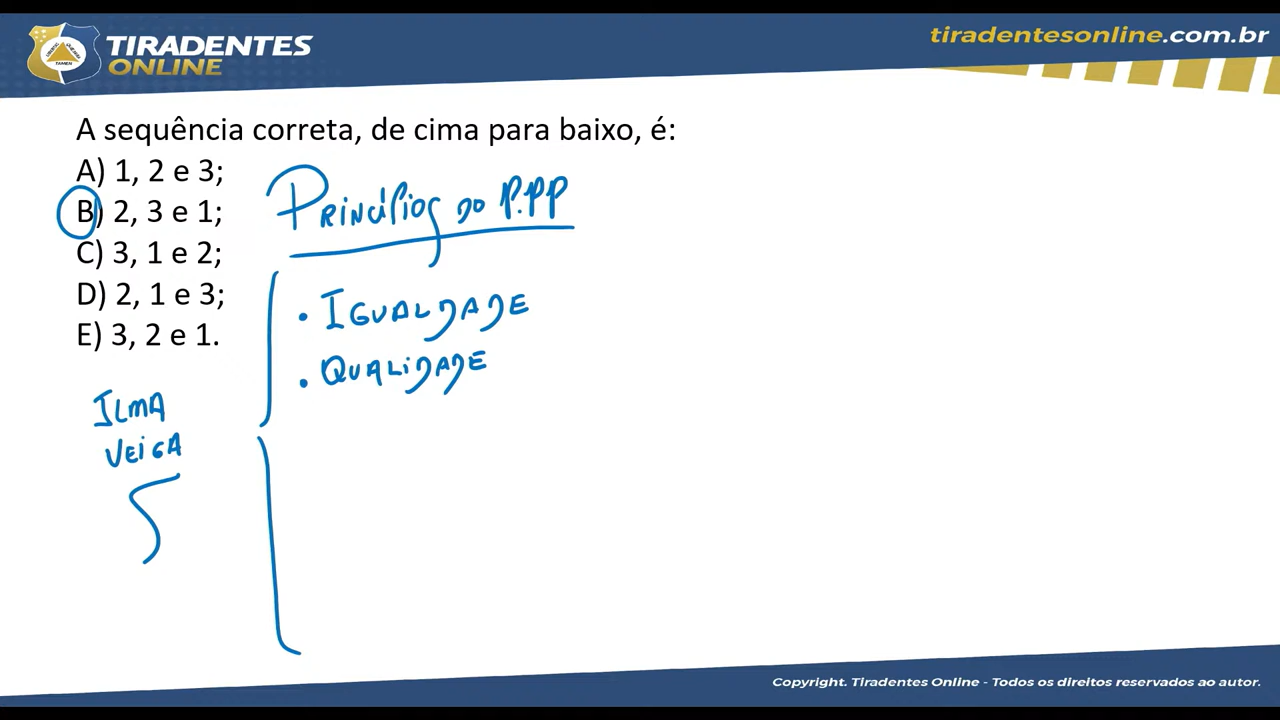 TIRADENTES
ONLINE
tiradentesonline.com.br
A sequência correta, de cima para baixo, é:
A) 1, 2 e 3;
B) 2, 3 e 1;
C) 3, 1 e 2;
D) 2, 1 e 3;
E) 3, 2 e 1.
PRINCÍPIOS DO P.PP
• IGUALDADE
• QUALIDADE
ILMA
VEIGA
Copyright. Tiradentes Online - Todos os direitos reservados ao autor.